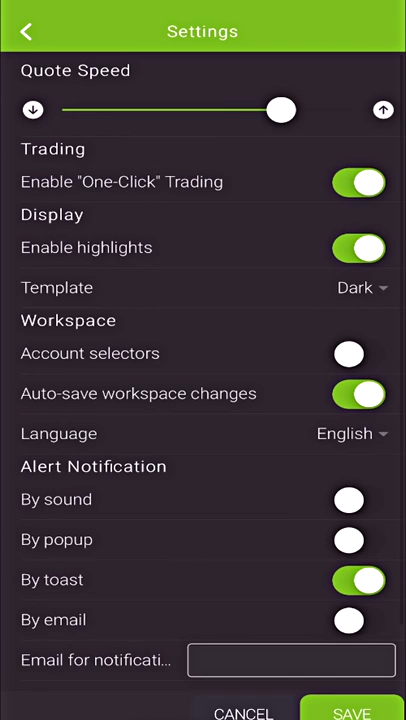 Settings
Quote Speed
Trading
Enable "One-Click" Trading
Display
Enable highlights
Template Dark
Workspace
Account selectors
Auto-save workspace changes
Language English
Alert Notification
By sound
By popup
By toast
By email
Email for notificati...
CANCEL SAVE